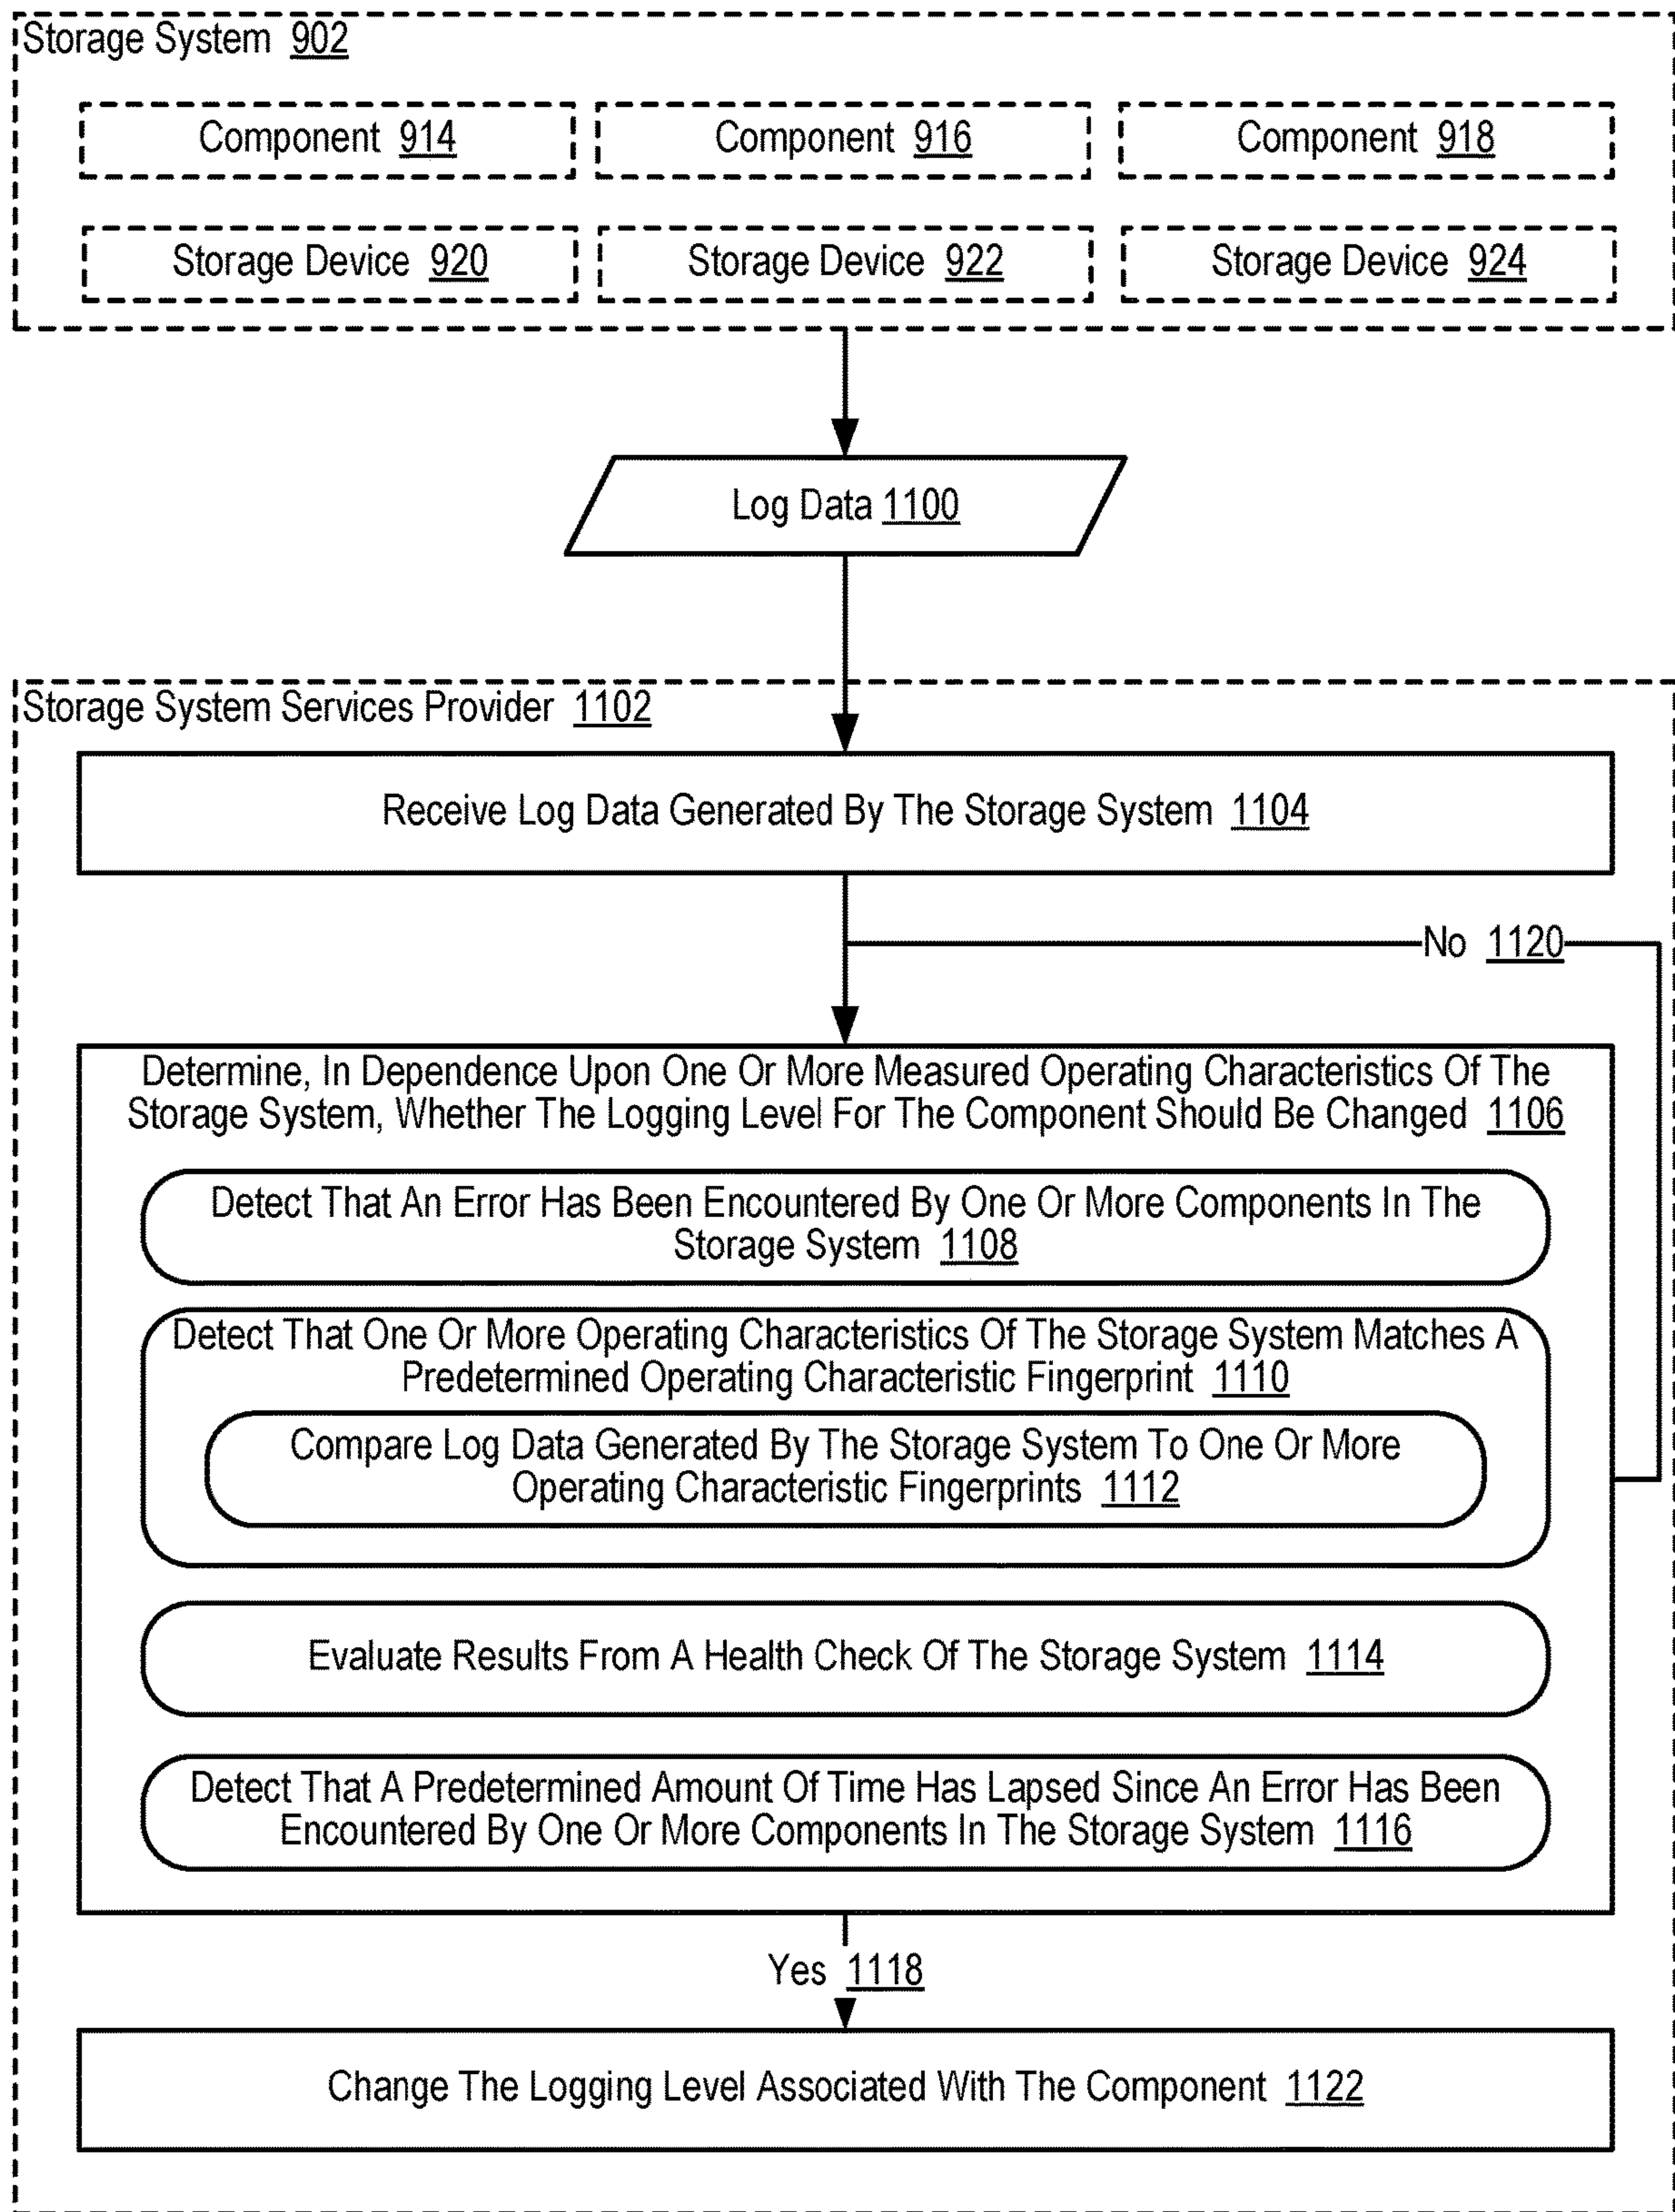 Storage System 902
Component 914
Component 916
Component 918
Storage Device 920
Storage Device 922
Storage Device 924
Log Data 1100
Storage System Services Provider 1102
Receive Log Data Generated By The Storage System 1104
No 1120
Determine, In Dependence Upon One Or More Measured Operating Characteristics Of The
Storage System, Whether The Logging Level For The Component Should Be Changed 1106
Detect That An Error Has Been Encountered By One Or More Components In The
Storage System 1108
Detect That One Or More Operating Characteristics Of The Storage System Matches A
Predetermined Operating Characteristic Fingerprint 1110
Compare Log Data Generated By The Storage System To One Or More
Operating Characteristic Fingerprints 1112
Evaluate Results From A Health Check Of The Storage System 1114
Detect That A Predetermined Amount Of Time Has Lapsed Since An Error Has Been
Encountered By One Or More Components In The Storage System 1116
Yes 1118
Change The Logging Level Associated With The Component 1122